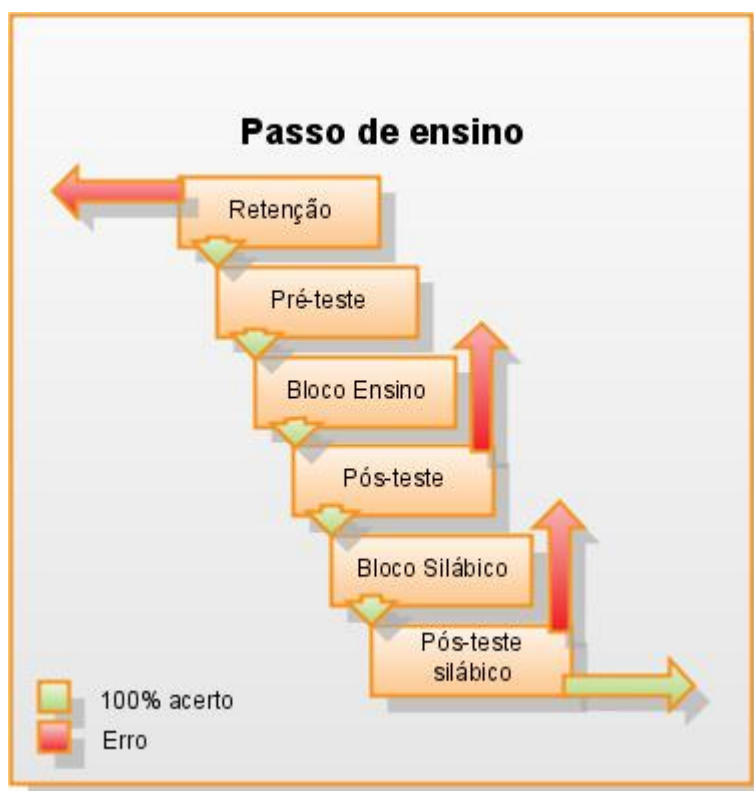 Passo de ensino
Retenção
Pré-teste
Bloco Ensino
Pós-teste
Bloco Silábico
Pós-teste
silábico
100% acerto
Erro